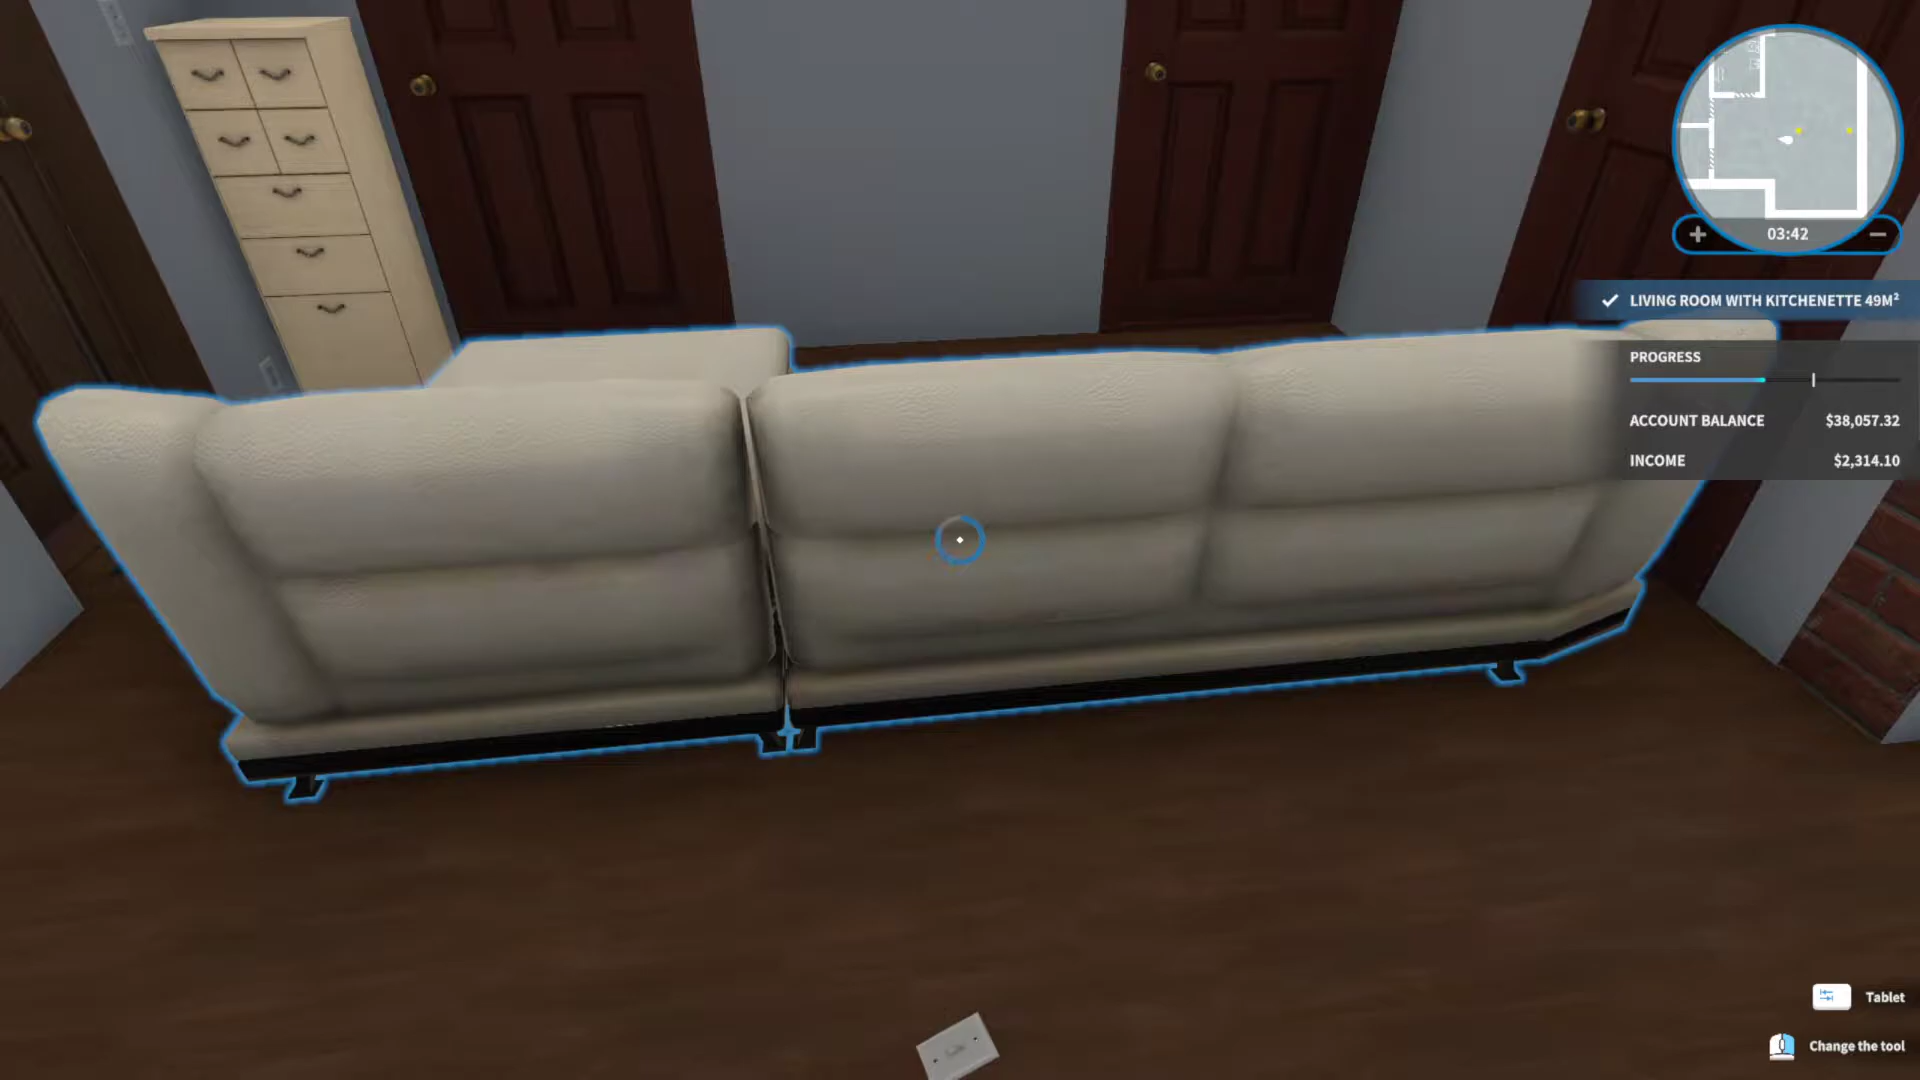 03:42
LIVING ROOM WITH KITCHENETTE 49M²
PROGRESS
ACCOUNT BALANCE $38,057.32
INCOME $2,314.10
Tablet
Change the tool